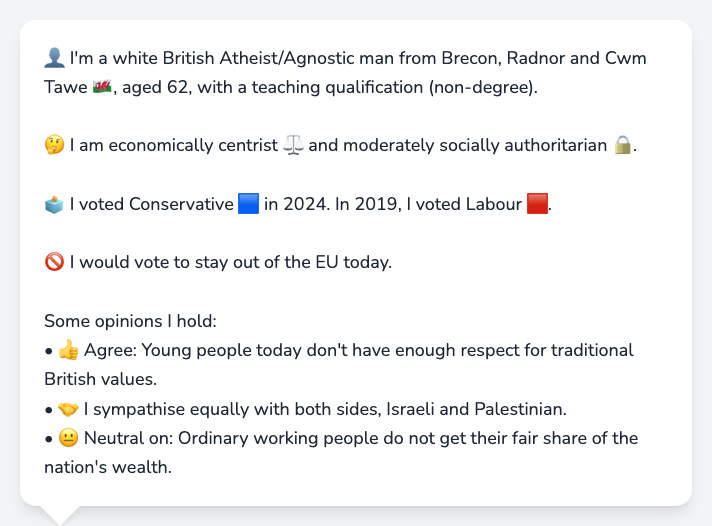 👤 I'm a white British Atheist/Agnostic man from Brecon, Radnor and Cwm
Tawe 🏴󠁧󠁢󠁷󠁬󠁳󠁿, aged 62, with a teaching qualification (non-degree).
🤔 I am economically centrist ⚖️ and moderately socially authoritarian 🔒.
🗳️ I voted Conservative 🟦 in 2024. In 2019, I voted Labour 🟥.
🚫 I would vote to stay out of the EU today.
Some opinions I hold:
• 👍 Agree: Young people today don't have enough respect for traditional
British values.
• 🤝 I sympathise equally with both sides, Israeli and Palestinian.
• 😐 Neutral on: Ordinary working people do not get their fair share of the
nation's wealth.